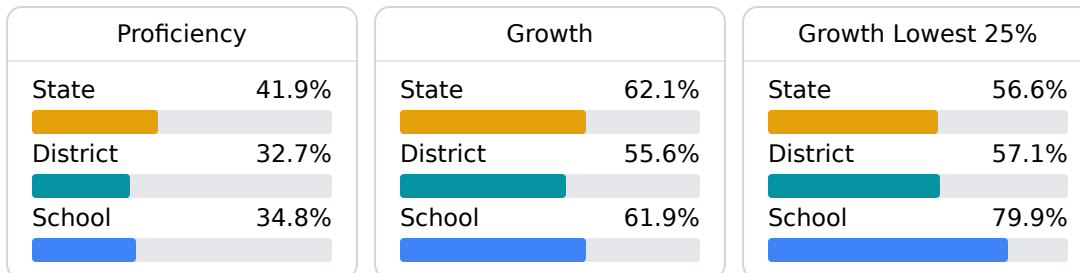 Proficiency
State 41.9%
District 32.7%
School 34.8%
Growth
State 62.1%
District 55.6%
School 61.9%
Growth Lowest 25%
State 56.6%
District 57.1%
School 79.9%